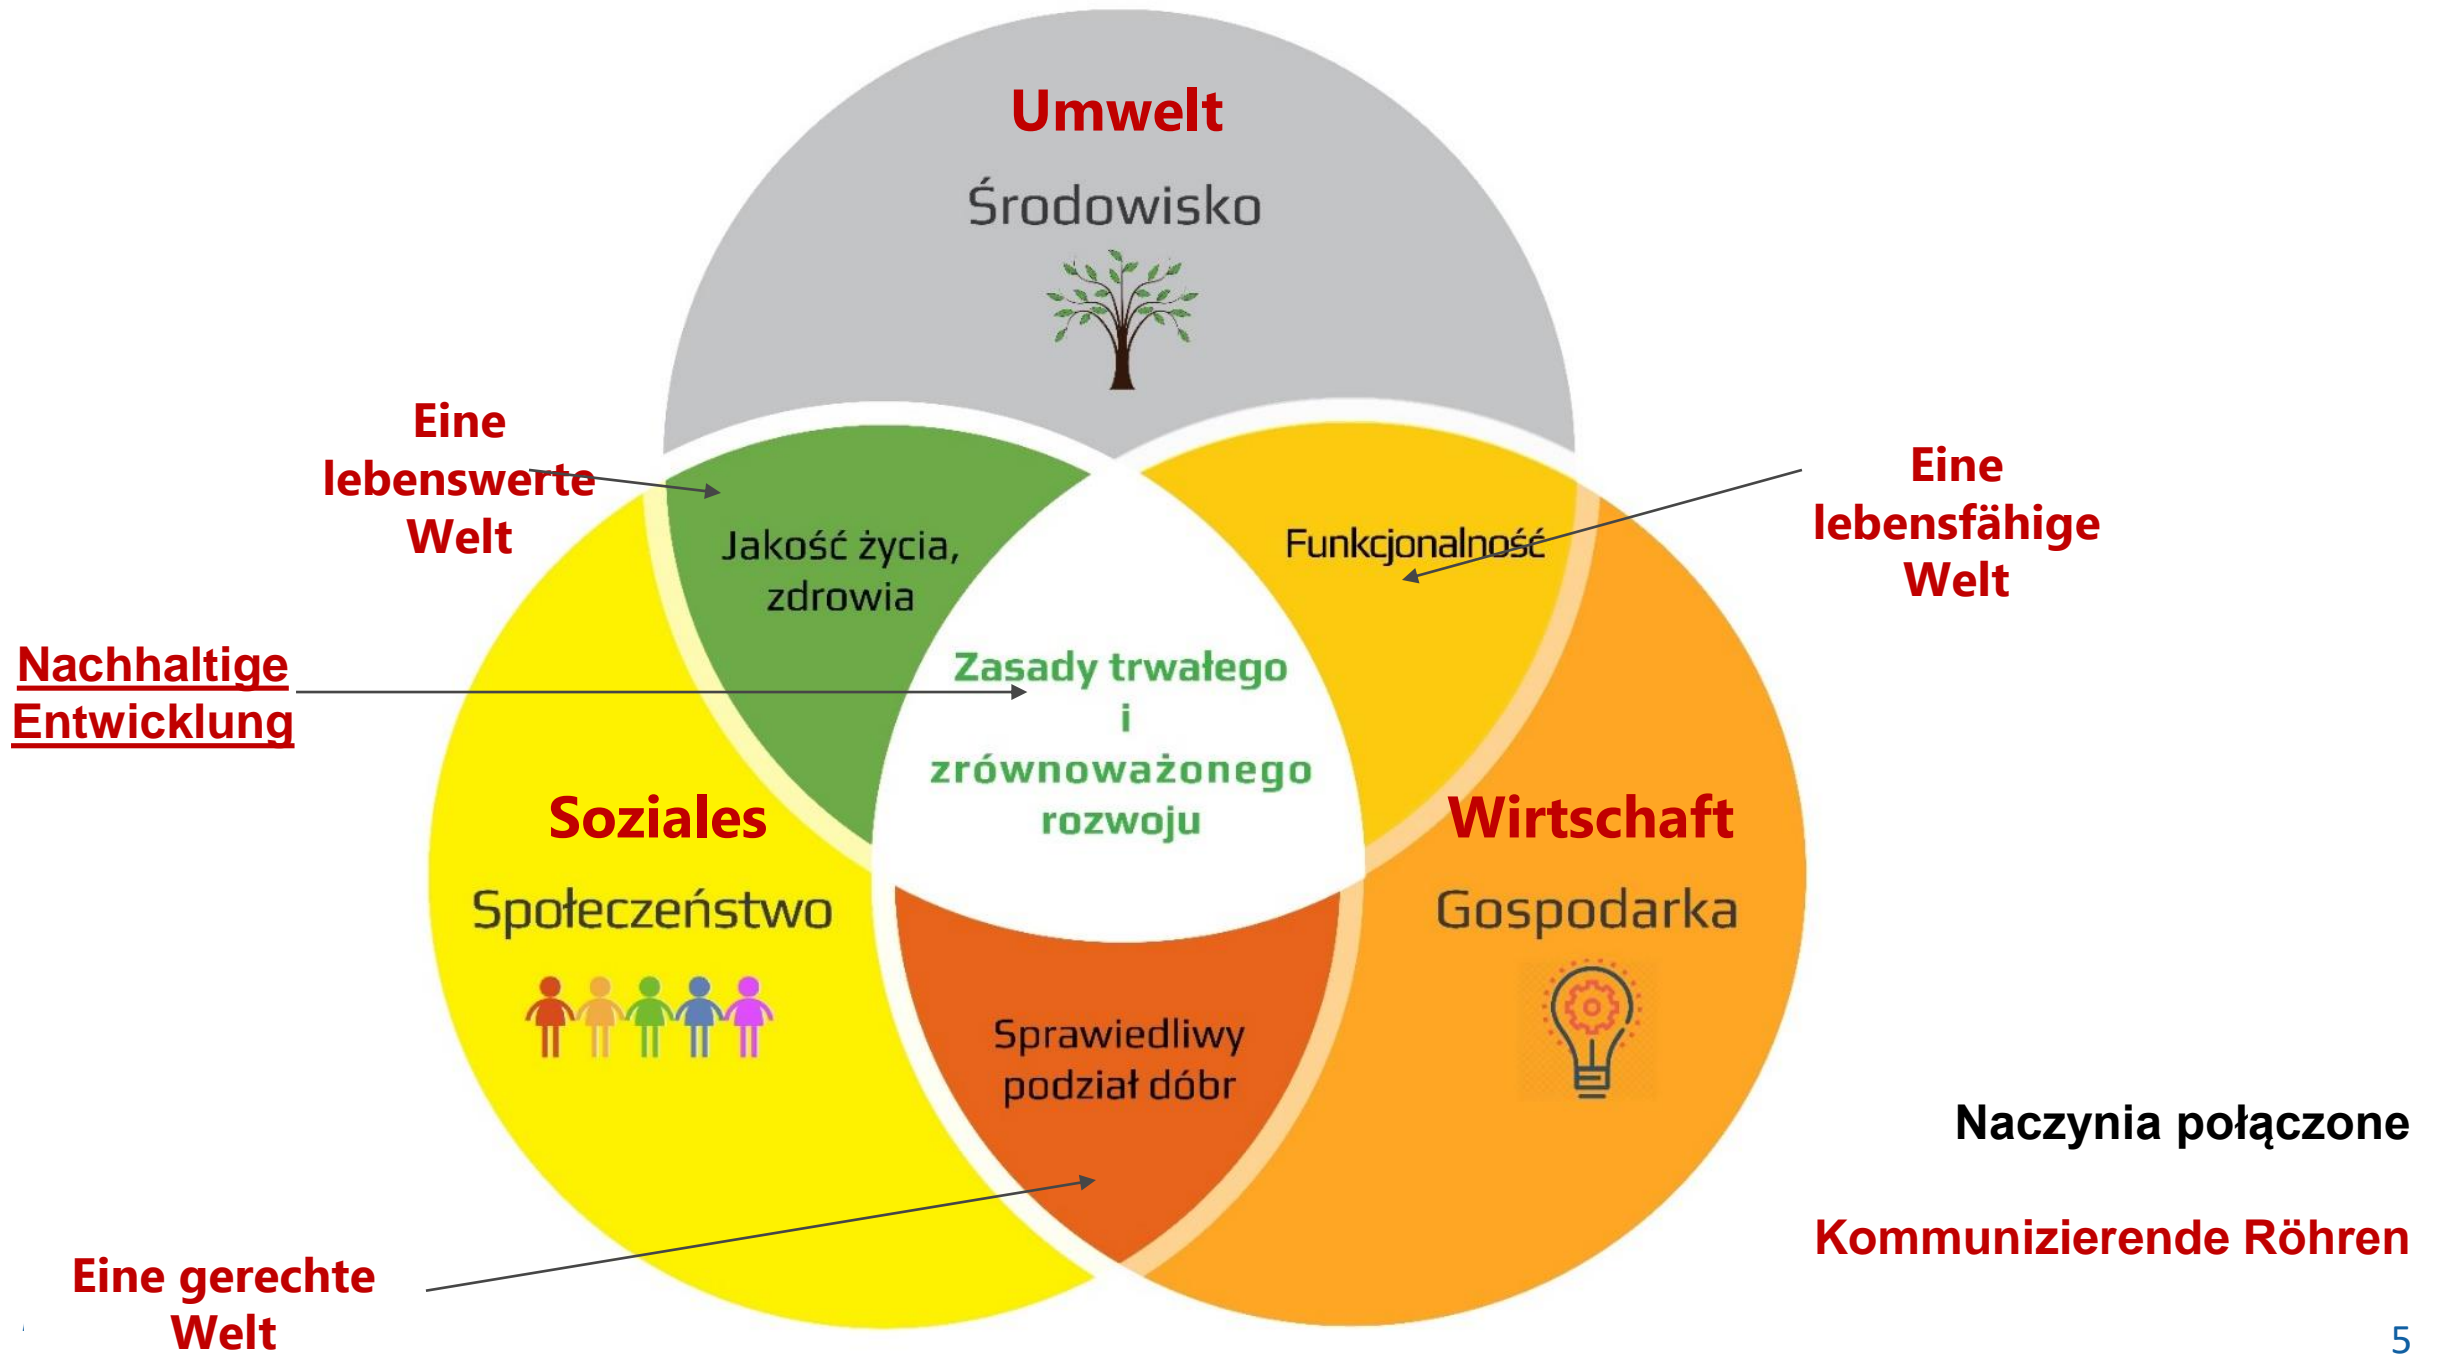 Umwelt
Środowisko
Eine
lebenswerte
Welt
Eine
lebensfähige
Welt
Jakość życia,
zdrowia
Funkcjonalność
Nachhaltige
Entwicklung
Zasady trwałego
i
zrównoważonego
rozwoju
Soziales
Społeczeństwo
Wirtschaft
Gospodarka
Sprawiedliwy
podział dóbr
Naczynia połączone
Kommunizierende Röhren
Eine gerechte
Welt
5